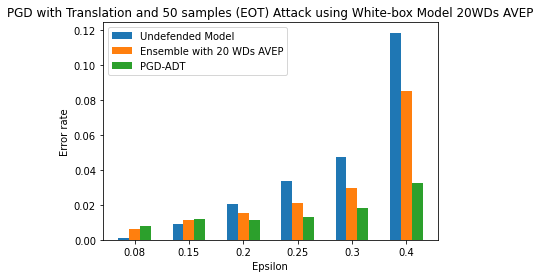 PGD with Translation and 50 samples (EOT) Attack using White-box Model 20WDs AVEP
Undefended Model
Ensemble with 20 WDs AVEP
PGD-ADT
0.12
0.10
0.08
0.06
0.04
0.02
0.00
Error rate
0.08 0.15 0.2 0.25 0.3 0.4
Epsilon